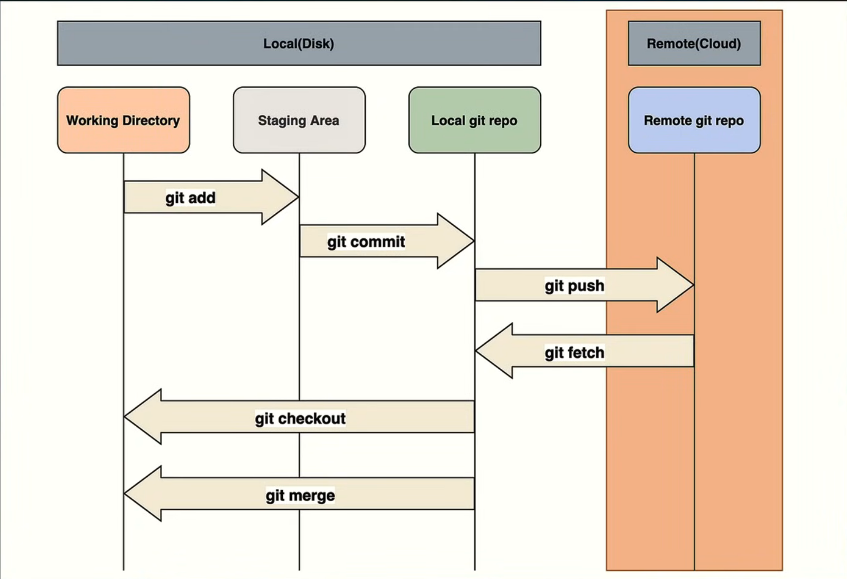 Local(Disk)
Remote(Cloud)
Working Directory
Staging Area
Local git repo
Remote git repo
git add
git commit
git push
git fetch
git checkout
git merge